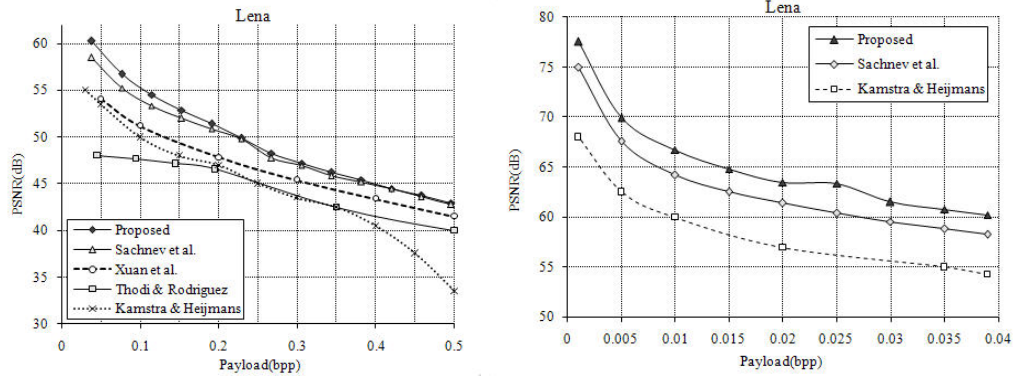 Lena
PSNR(dB)
60
55
50
45
40
35
30
Proposed
Sachnev et al.
Xuan et al.
Thodi & Rodriguez
Kamstra & Heijmans
0 0.1 0.2 0.3 0.4 0.5
Payload(bpp)
Lena
PSNR(dB)
80
75
70
65
60
55
50
Proposed
Sachnev et al.
Kamstra & Heijmans
0 0.005 0.01 0.015 0.02 0.025 0.03 0.035 0.04
Payload(bpp)